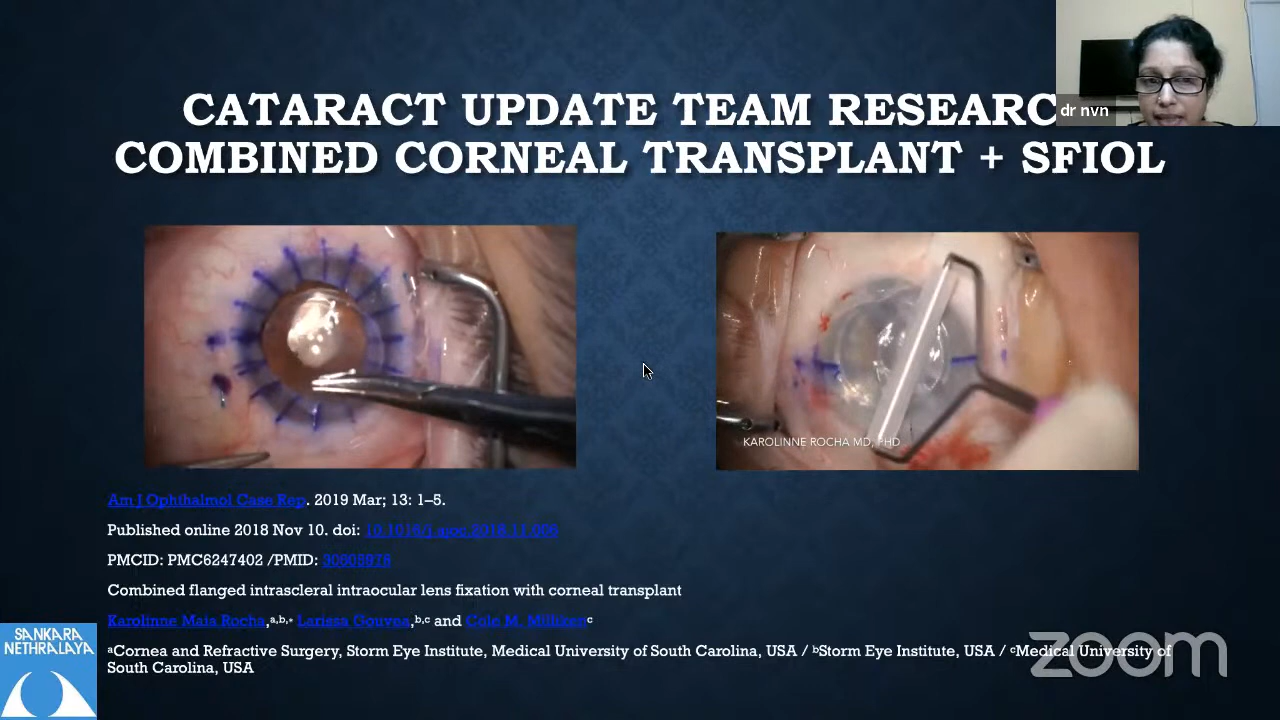 CATARACT UPDATE TEAM RESEARC
COMBINED CORNEAL TRANSPLANT + SFIOL
dr nvn
KAROLINNE ROCHA MD, PHD
Am J Ophthalmol Case Rep. 2019 Mar; 13: 1–5.
Published online 2018 Nov 10. doi: 10.1016/j.ajoc.2018.11.006
PMCID: PMC6247402 /PMID:
Combined flanged intrascleral intraocular lens fixation with corneal transplant
Karolinne Maia Rocha,a,b,* Larissa Gouvea,b,c and Cole M. Millikenc
aCornea and Refractive Surgery, Storm Eye Institute, Medical University of South Carolina, USA / bStorm Eye Institute, USA / cMedical University of
South Carolina, USA
SANKARA
NETHRALAYA
zoom